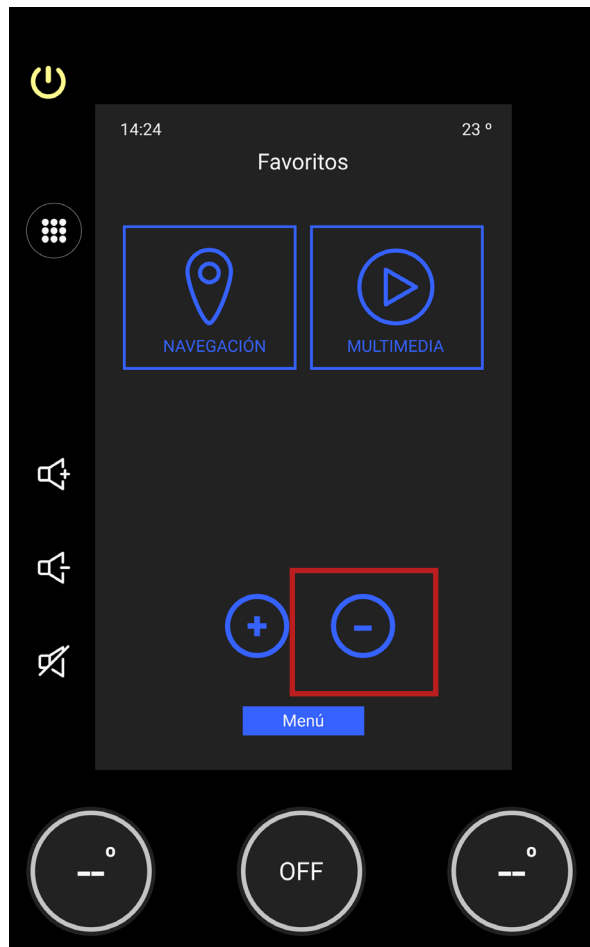 14:24
23 º
Favoritos
NAVEGACIÓN
MULTIMEDIA
+
-
Menú
--º
OFF
--º